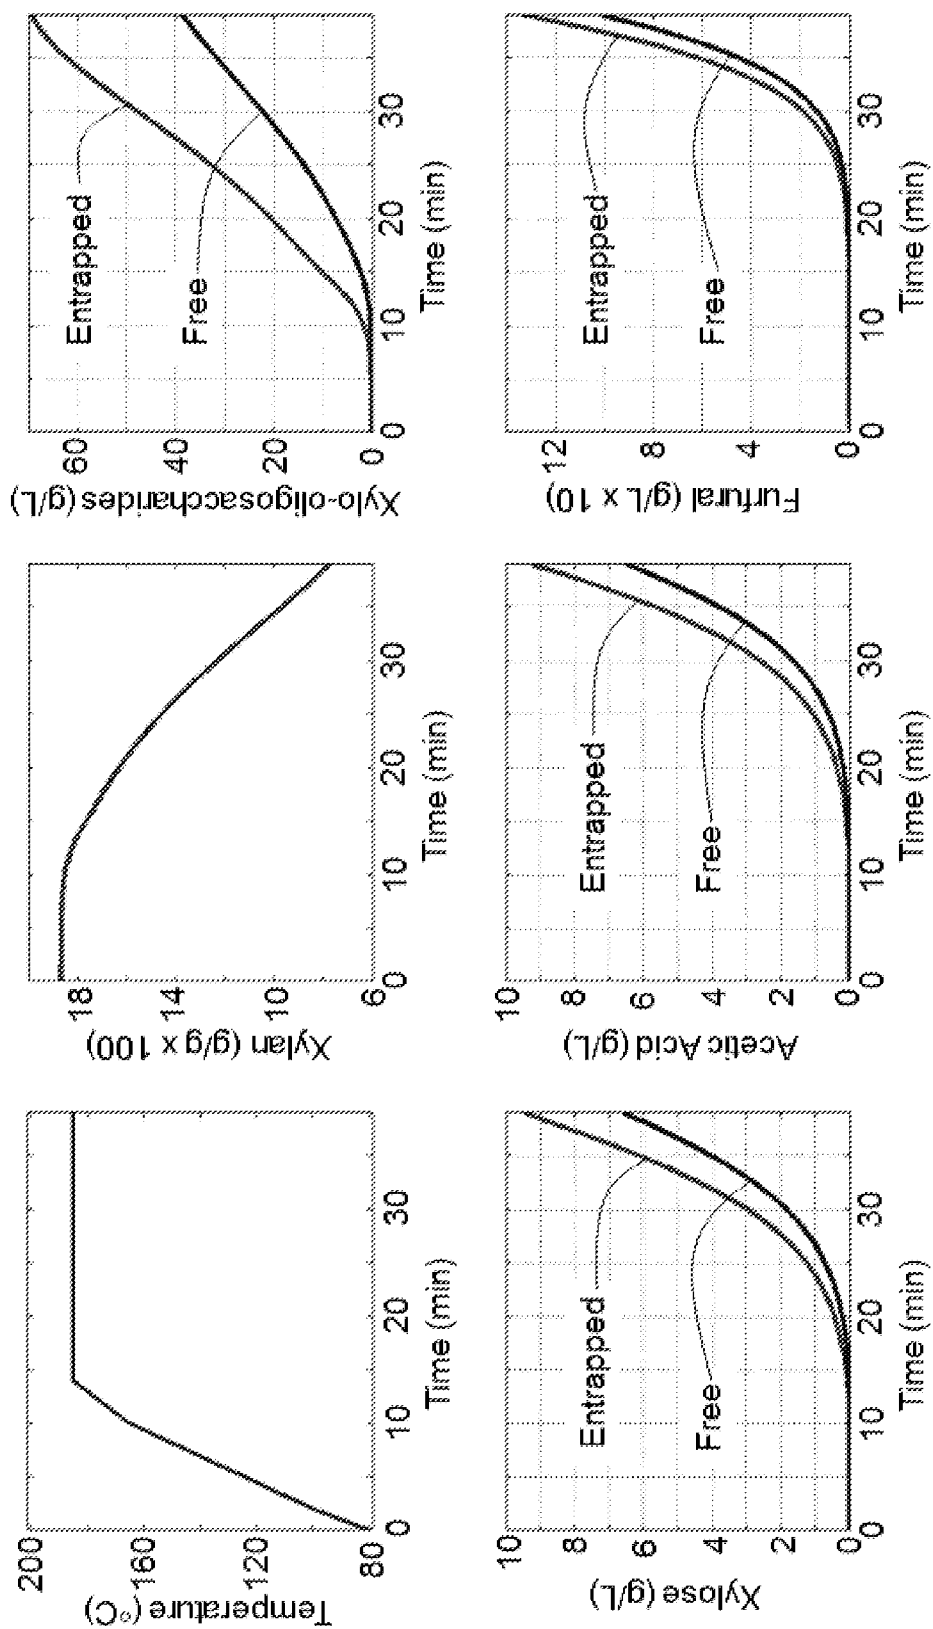 200
160
120
80
Temperature (°C)
0
10
20
30
Time (min)
18
14
10
6
Xylan (g/g x 100)
0
10
20
30
Time (min)
60
40
20
0
Xylo-oligosaccharides (g/L)
Entrapped
Free
0
10
20
30
Time (min)
10
8
6
4
2
0
Xylose (g/L)
Entrapped
Free
0
10
20
30
Time (min)
10
8
6
4
2
0
Acetic Acid (g/L)
Entrapped
Free
0
10
20
30
Time (min)
12
8
4
0
Furfural (g/L x 10)
Entrapped
Free
0
10
20
30
Time (min)